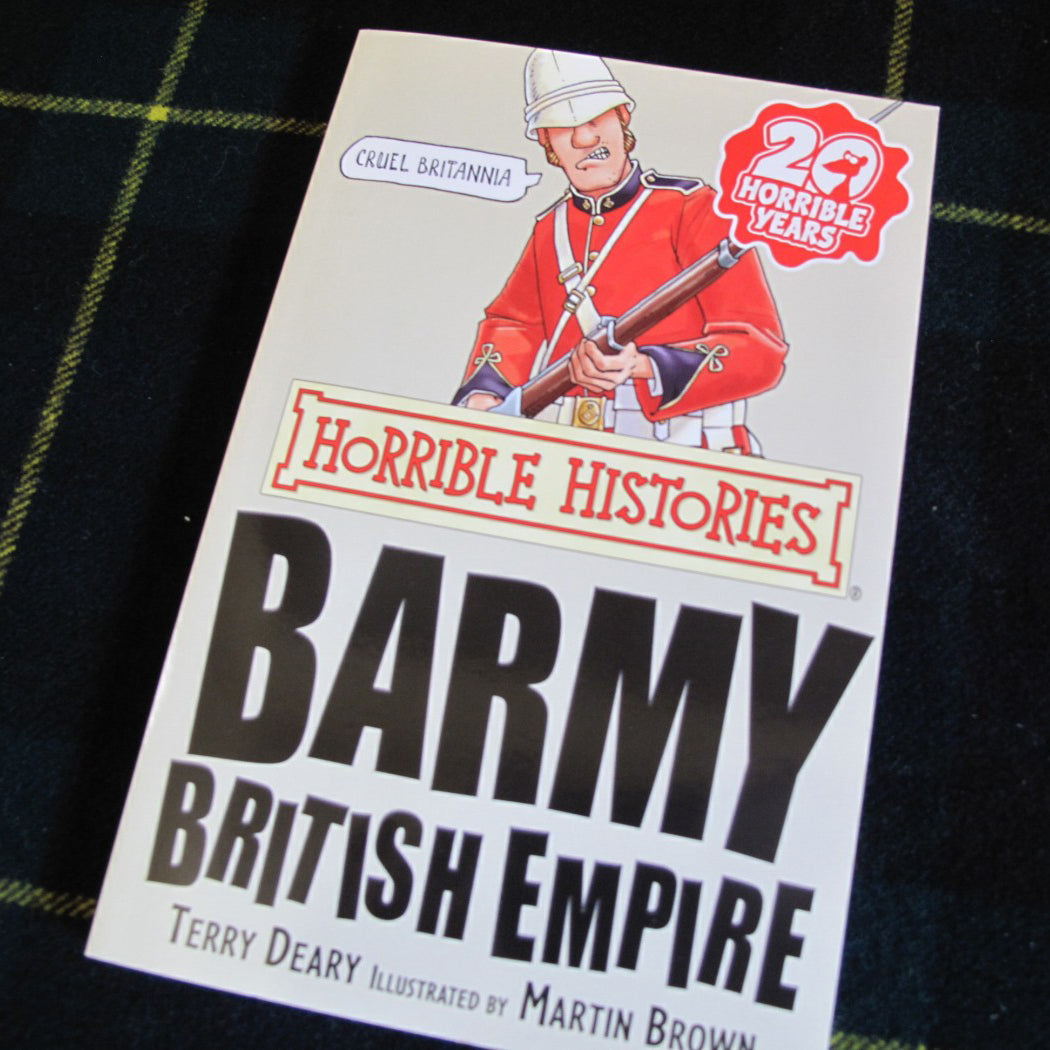 CRUEL BRITANNIA
20
HORRIBLE
YEARS
HORRIBLE HISTORIES
®
BARMY
BRITISH EMPIRE
TERRY DEARY ILLUSTRATED BY MARTIN BROWN